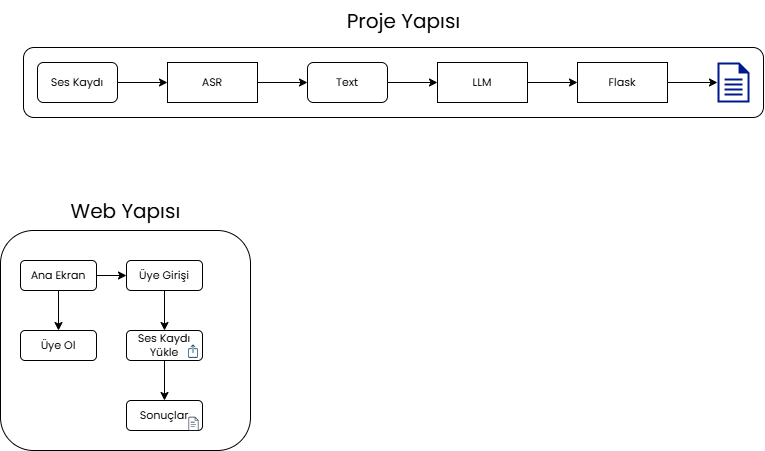 Proje Yapısı
Ses Kaydı
ASR
Text
LLM
Flask
Web Yapısı
Ana Ekran
Üye Girişi
Üye Ol
Ses Kaydı
Yükle
Sonuçlar